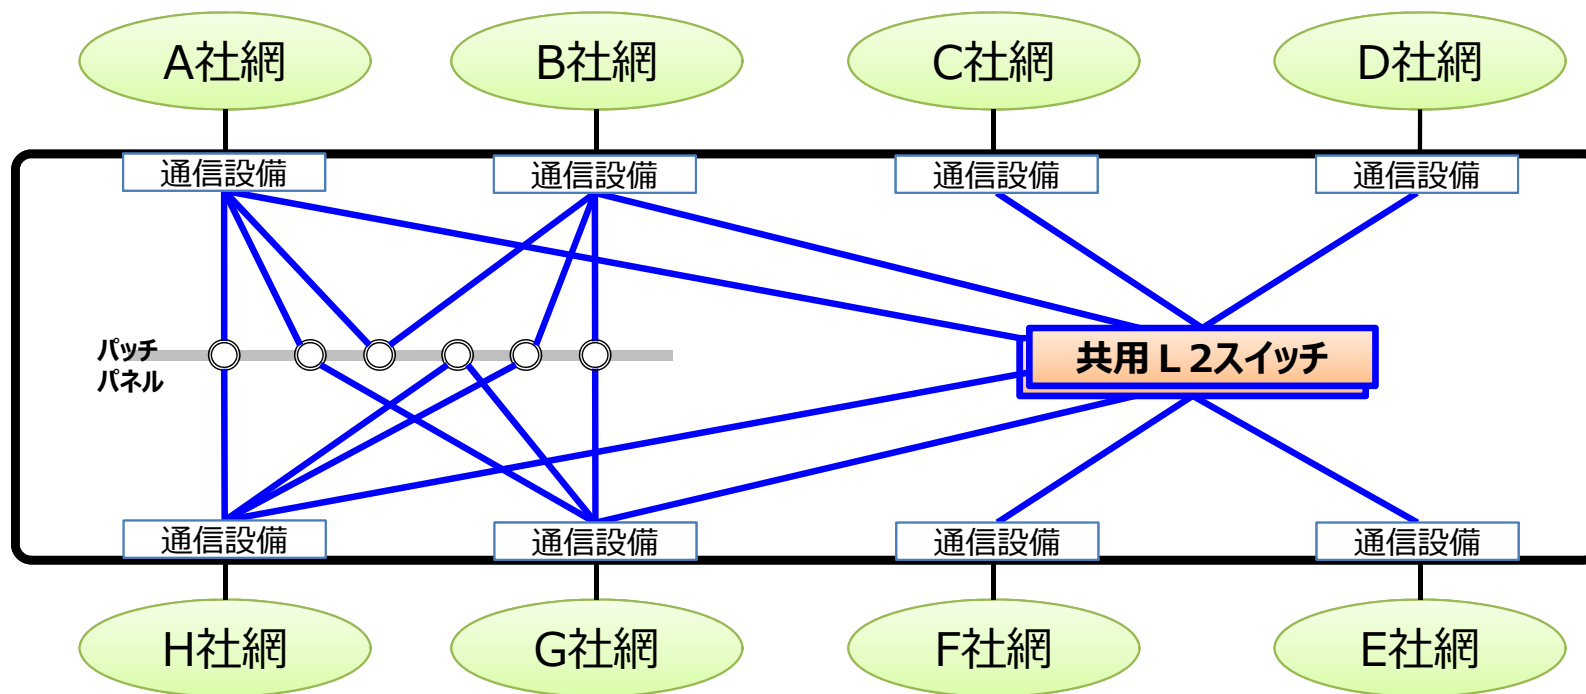 A社網
B社網
C社網
D社網
通信設備
通信設備
通信設備
通信設備
パッチ
パネル
共用Ｌ2スイッチ
通信設備
通信設備
通信設備
通信設備
H社網
G社網
F社網
E社網